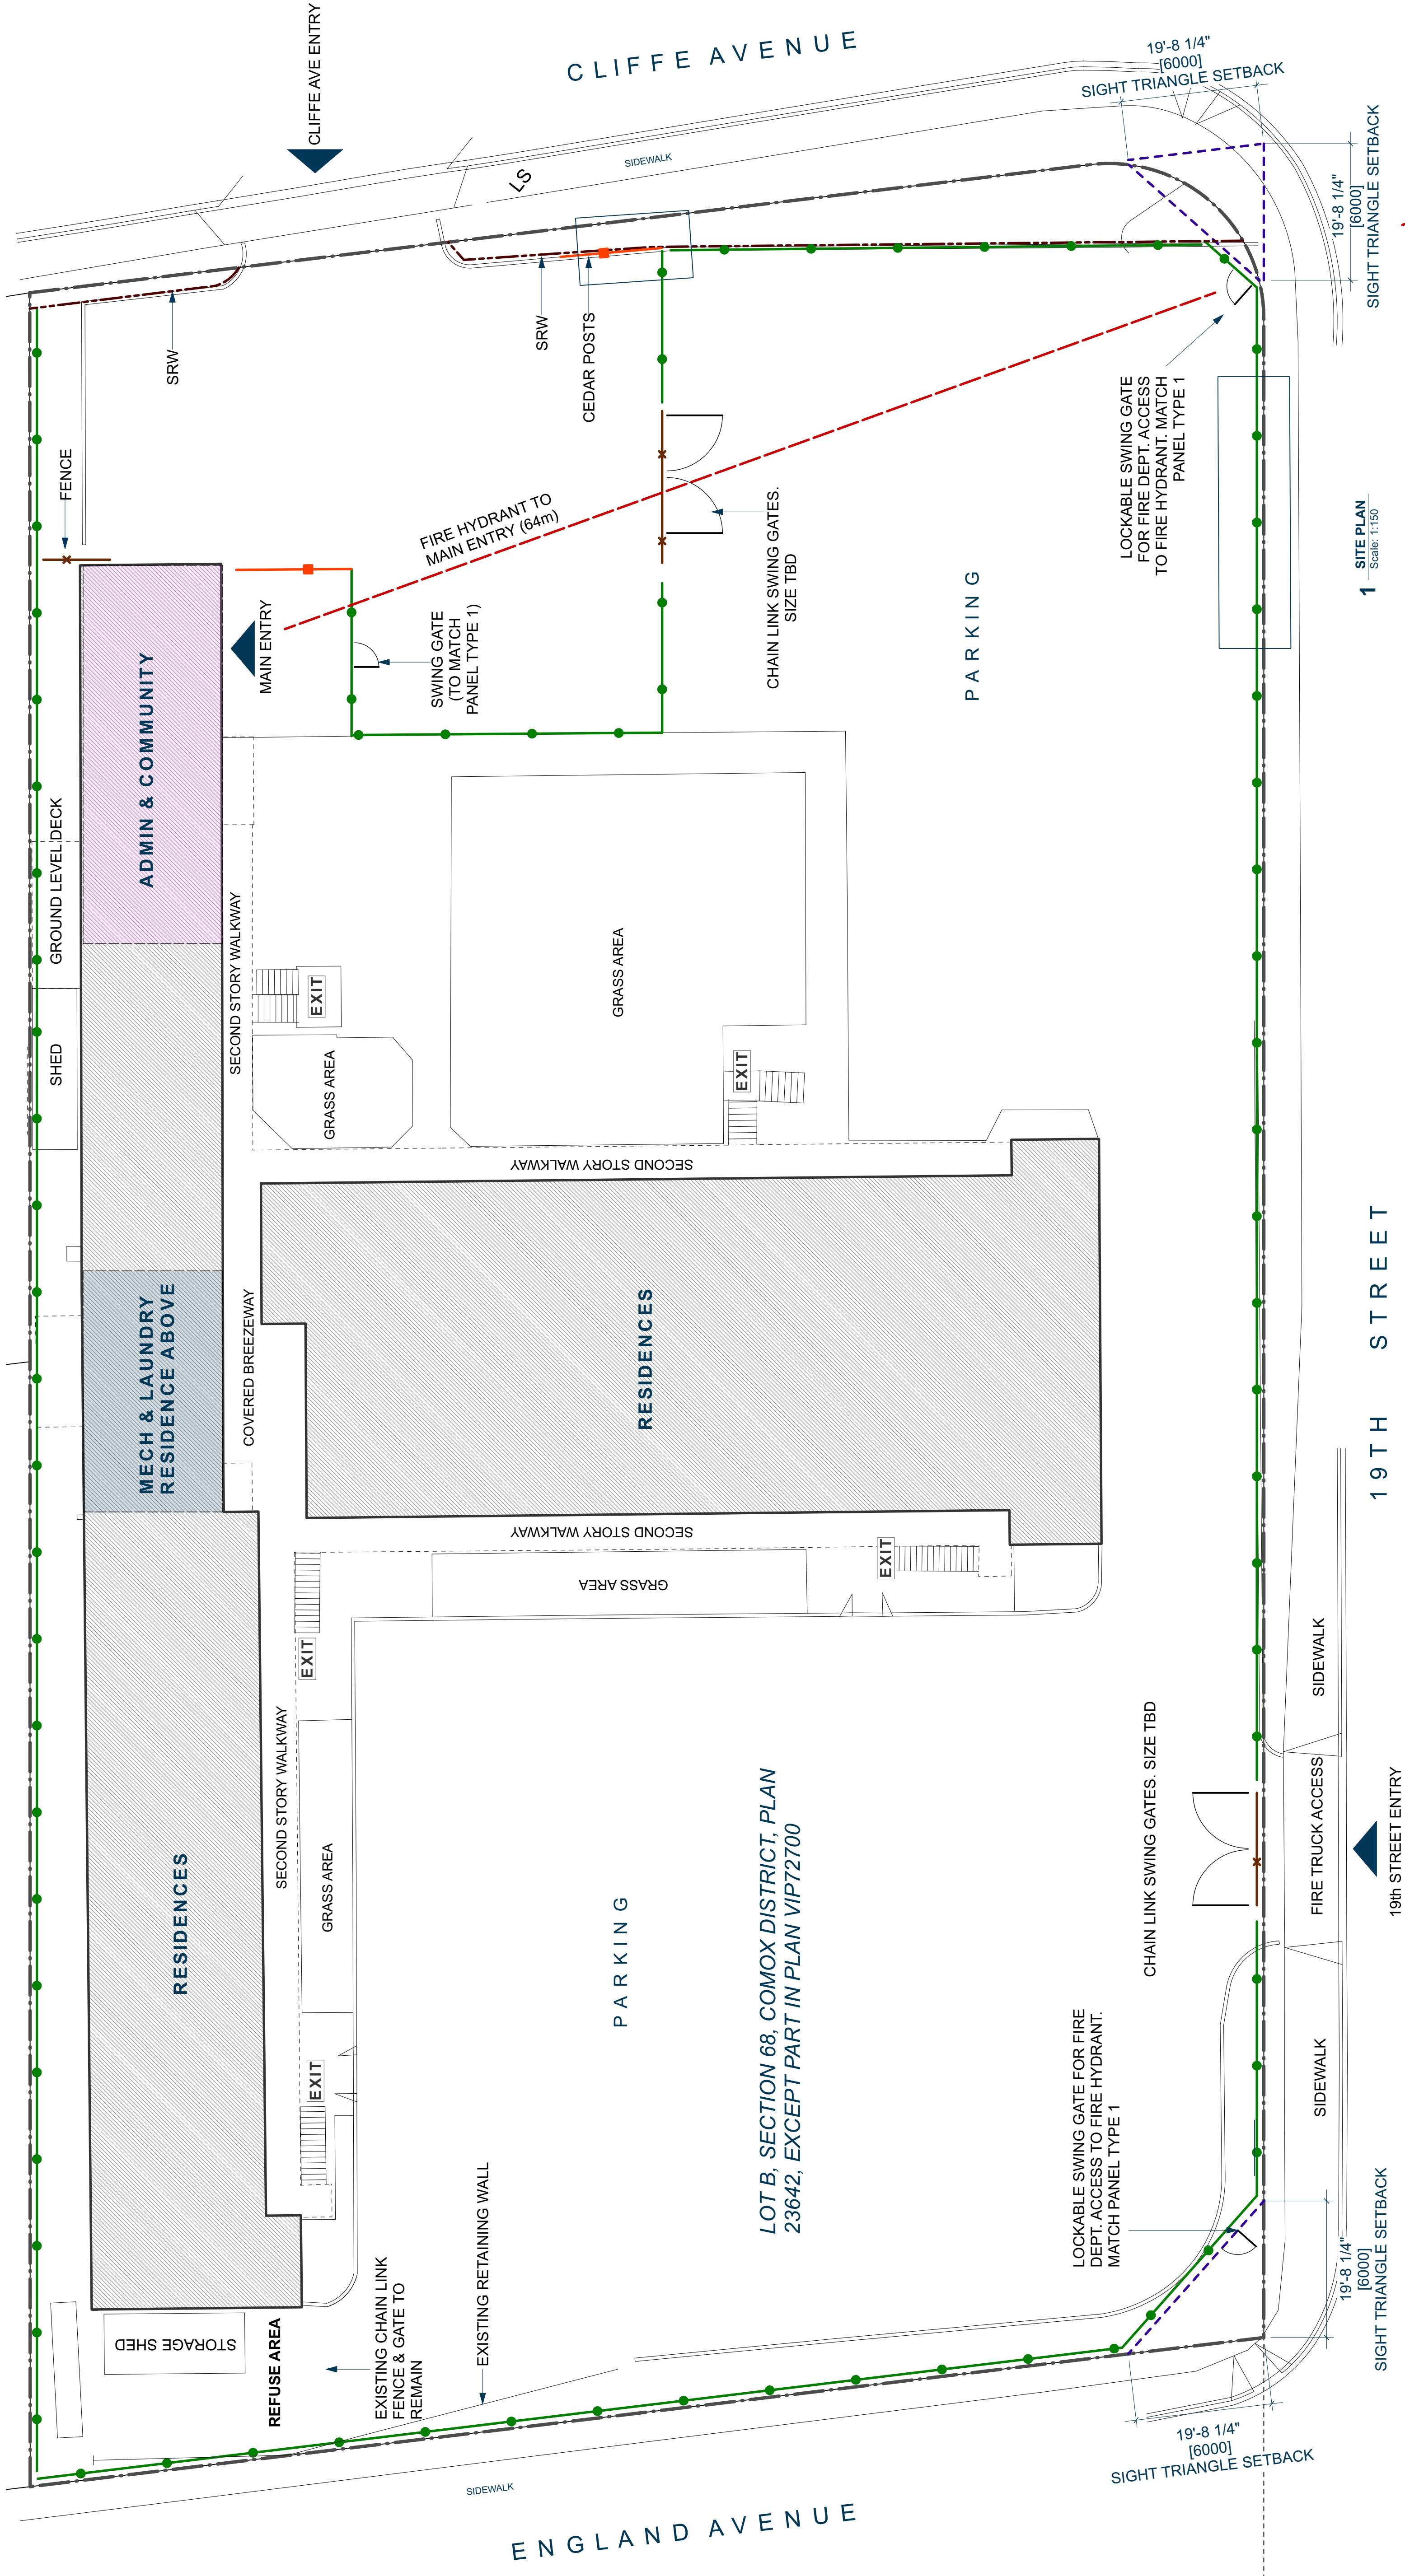 CLIFFE AVENUE
CLIFFE AVE ENTRY
19'-8 1/4"
[6000]
SIGHT TRIANGLE SETBACK
19'-8 1/4"
[6000]
SIGHT TRIANGLE SETBACK
SIDEWALK
LS
SRW
SRW
CEDAR POSTS
FENCE
FIRE HYDRANT TO
MAIN ENTRY (64m)
LOCKABLE SWING GATE
FOR FIRE DEPT. ACCESS
TO FIRE HYDRANT. MATCH
PANEL TYPE 1
CHAIN LINK SWING GATES.
SIZE TBD
MAIN ENTRY
SWING GATE
(TO MATCH
PANEL TYPE 1)
PARKING
1
SITE PLAN
Scale: 1:150
ADMIN & COMMUNITY
GROUND LEVEL DECK
SHED
SECOND STORY WALKWAY
EXIT
GRASS AREA
GRASS AREA
EXIT
SECOND STORY WALKWAY
MECH & LAUNDRY
RESIDENCE ABOVE
COVERED BREEZEWAY
RESIDENCES
19TH STREET
SECOND STORY WALKWAY
EXIT
GRASS AREA
EXIT
SECOND STORY WALKWAY
GRASS AREA
RESIDENCES
EXIT
PARKING
LOT B, SECTION 68, COMOX DISTRICT, PLAN
23642, EXCEPT PART IN PLAN VIP72700
CHAIN LINK SWING GATES. SIZE TBD
SIDEWALK
FIRE TRUCK ACCESS
19th STREET ENTRY
SIDEWALK
LOCKABLE SWING GATE FOR FIRE
DEPT. ACCESS TO FIRE HYDRANT.
MATCH PANEL TYPE 1
STORAGE SHED
REFUSE AREA
EXISTING CHAIN LINK
FENCE & GATE TO
REMAIN
EXISTING RETAINING WALL
19'-8 1/4"
[6000]
SIGHT TRIANGLE SETBACK
19'-8 1/4"
[6000]
SIGHT TRIANGLE SETBACK
SIDEWALK
ENGLAND AVENUE